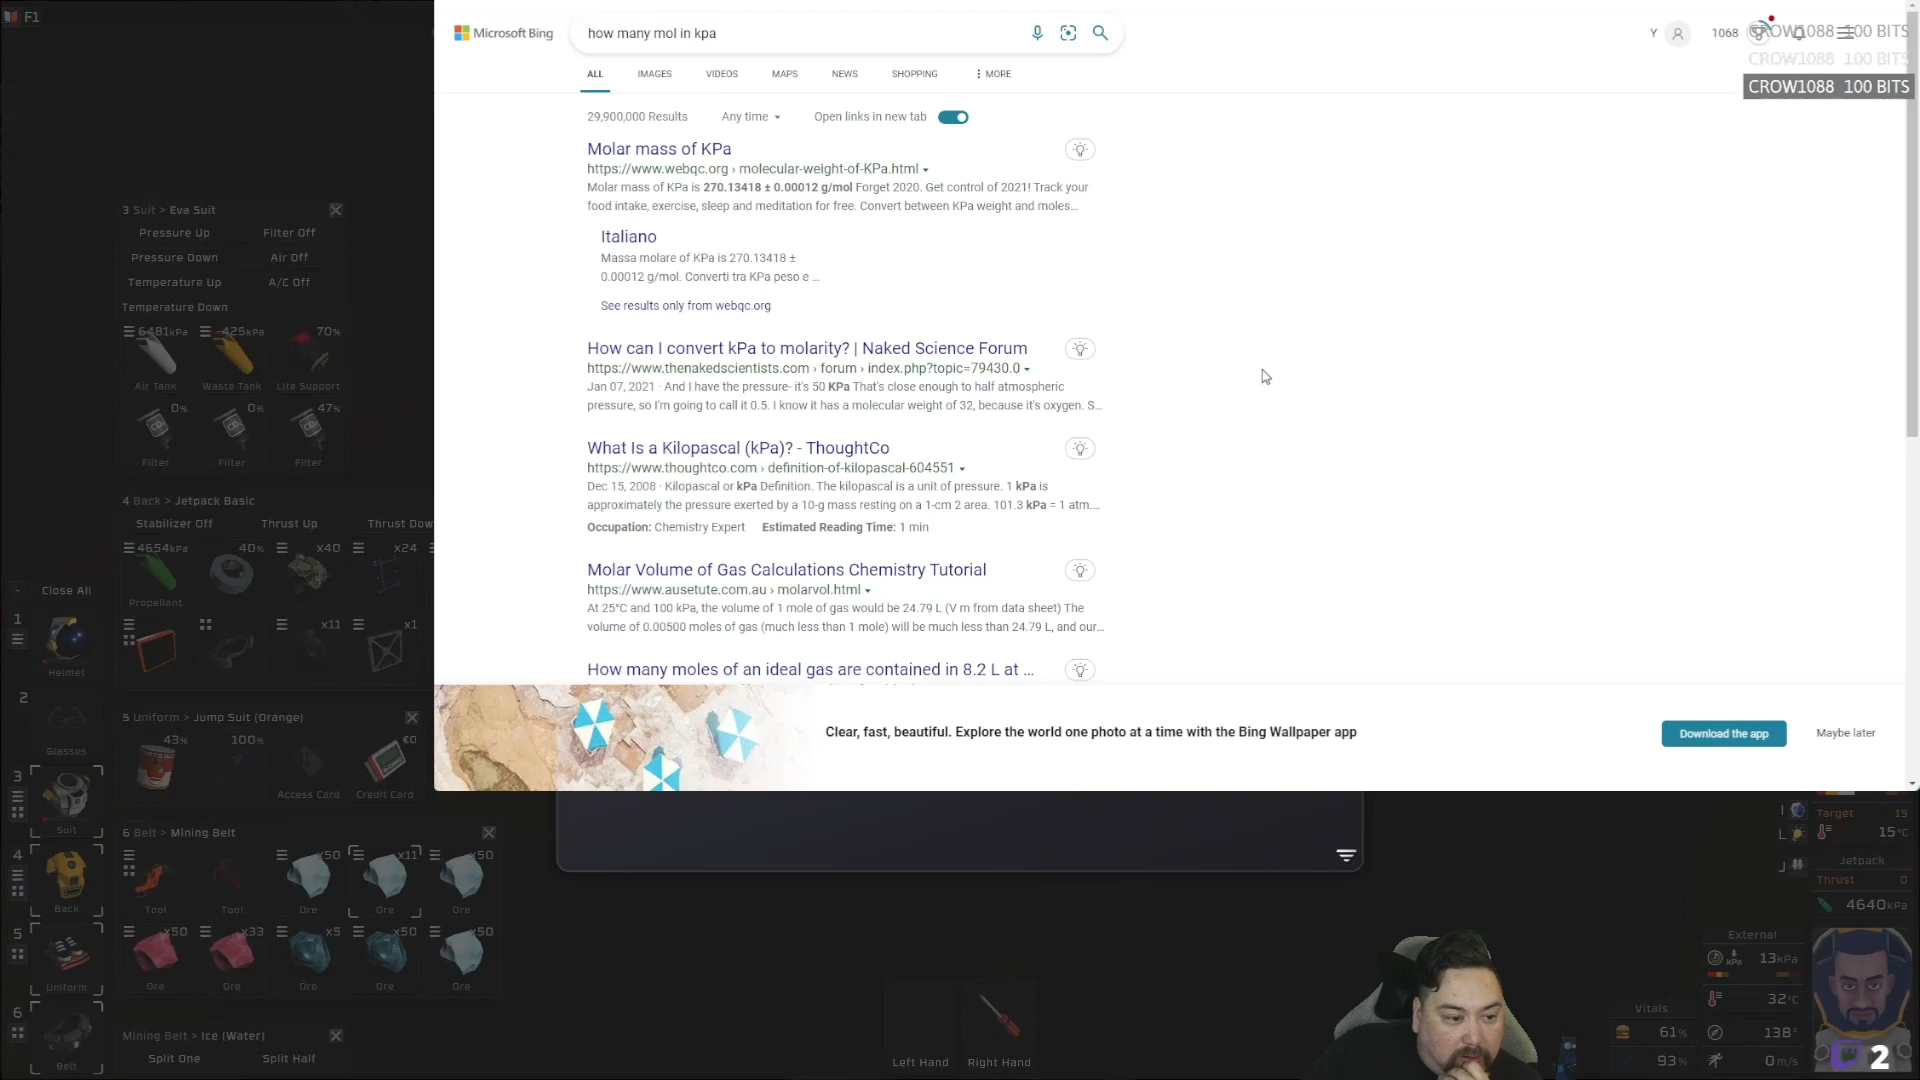 F1
Microsoft Bing
how many mol in kpa
Y
1068
CROW1088 100 BITS
CROW1088 100 BITS
CROW1088 100 BITS
ALL IMAGES VIDEOS MAPS NEWS SHOPPING MORE
29,900,000 Results Any time Open links in new tab
Molar mass of KPa
https://www.webqc.org › molecular-weight-of-KPa.html
Molar mass of KPa is 270.13418 ± 0.00012 g/mol Forget 2020. Get control of 2021! Track your
food intake, exercise, sleep and meditation for free. Convert between KPa weight and moles…
Italiano
Massa molare of KPa is 270.13418 ±
0.00012 g/mol. Converti tra KPa peso e …
See results only from webqc.org
How can I convert kPa to molarity? | Naked Science Forum
https://www.thenakedscientists.com › forum › index.php?topic=79430.0
Jan 07, 2021 · And I have the pressure- it's 50 KPa That's close enough to half atmospheric
pressure, so I'm going to call it 0.5. I know it has a molecular weight of 32, because it's oxygen. S…
What Is a Kilopascal (kPa)? - ThoughtCo
https://www.thoughtco.com › definition-of-kilopascal-604551
Dec 15, 2008 · Kilopascal or kPa Definition. The kilopascal is a unit of pressure. 1 kPa is
approximately the pressure exerted by a 10-g mass resting on a 1-cm 2 area. 101.3 kPa = 1 atm.…
Occupation: Chemistry Expert Estimated Reading Time: 1 min
Molar Volume of Gas Calculations Chemistry Tutorial
https://www.ausetute.com.au › molarvol.html
At 25°C and 100 kPa, the volume of 1 mole of gas would be 24.79 L (V m from data sheet) The
volume of 0.00500 moles of gas (much less than 1 mole) will be much less than 24.79 L, and our…
How many moles of an ideal gas are contained in 8.2 L at …
Clear, fast, beautiful. Explore the world one photo at a time with the Bing Wallpaper app
Download the app
Maybe later
3 Suit > Eva Suit
Pressure Up Filter Off
Pressure Down Air Off
Temperature Up A/C Off
Temperature Down
6481kPa 425kPa 70%
Air Tank Waste Tank Life Support
0% 0% 47%
Filter Filter Filter
4 Back > Jetpack Basic
Stabilizer Off Thrust Up Thrust Dow
4654kPa 40% x40 x24
Propellant
x11 x1
5 Uniform > Jump Suit (Orange)
43% 100% €0
Access Card Credit Card
6 Belt > Mining Belt
x50 x11 x50
Tool Tool Ore Ore Ore
x50 x33 x5 x50 x50
Ore Ore Ore Ore Ore
Mining Belt > Ice (Water)
Split One Split Half
Close All
1
Helmet
2
Glasses
3
Suit
4
Back
5
Uniform
6
Belt
Left Hand Right Hand
Target 15
15°C
Jetpack
Thrust 0
4640kPa
External
kPa 13kPa
32°C
138°
0m/s
Vitals
61%
93%
2